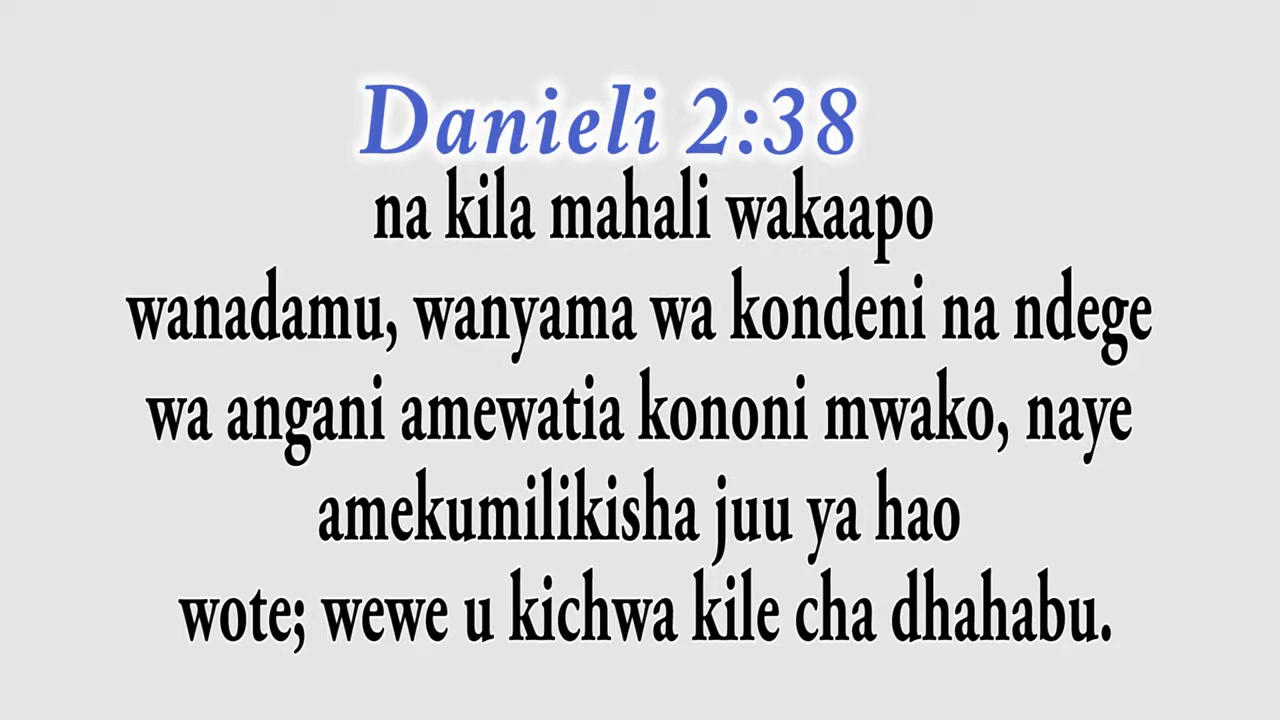 Danieli 2:38
na kila mahali wakaapo
wanadamu, wanyama wa kondeni na ndege
wa angani amewatia kononi mwako, naye
amekumilikisha juu ya hao
wote; wewe u kichwa kile cha dhahabu.